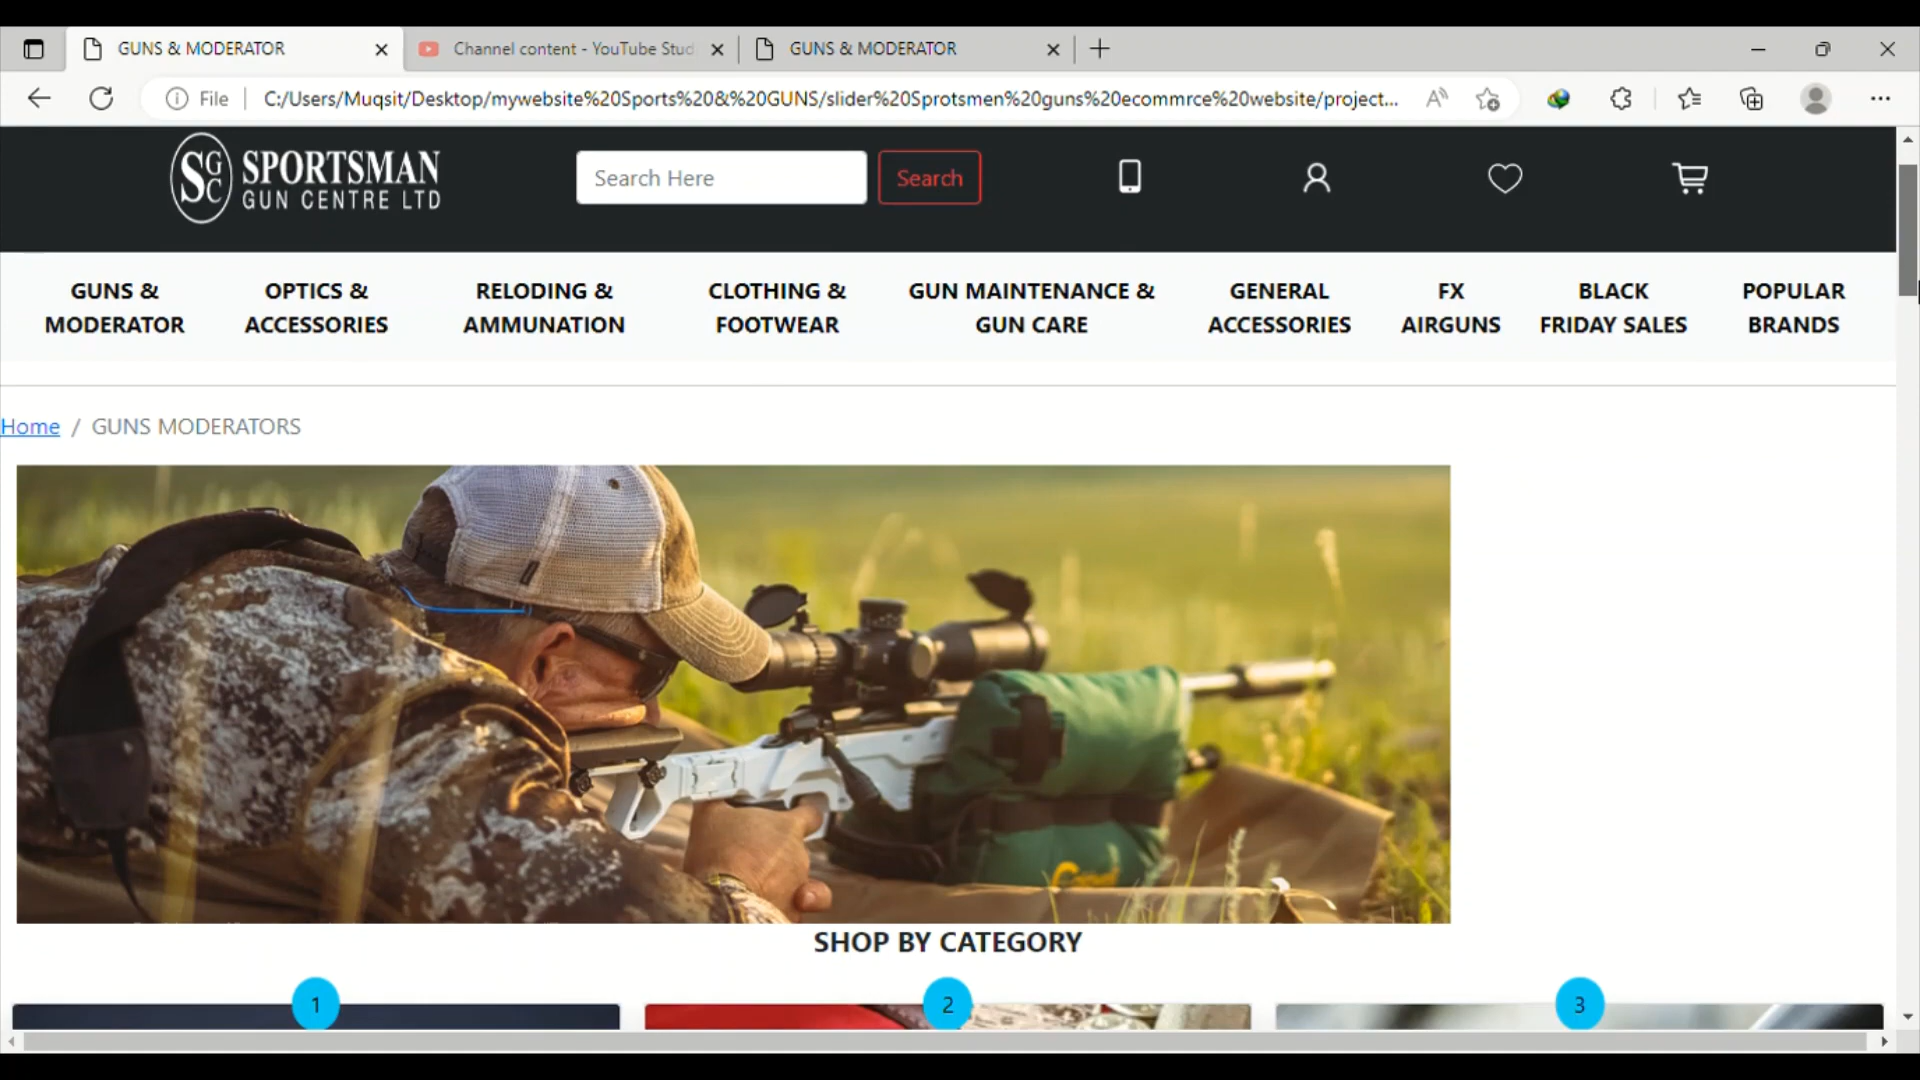 GUNS & MODERATOR
Channel content - YouTube Stud
GUNS & MODERATOR
File
C:/Users/Muqsit/Desktop/mywebsite%20Sports%20&%20GUNS/slider%20Sprotsmen%20guns%20ecommrce%20website/project...
SGC SPORTSMAN
GUN CENTRE LTD
Search Here
Search
GUNS &
MODERATOR
OPTICS &
ACCESSORIES
RELODING &
AMMUNATION
CLOTHING &
FOOTWEAR
GUN MAINTENANCE &
GUN CARE
GENERAL
ACCESSORIES
FX
AIRGUNS
BLACK
FRIDAY SALES
POPULAR
BRANDS
Home / GUNS MODERATORS
SHOP BY CATEGORY
1
2
3